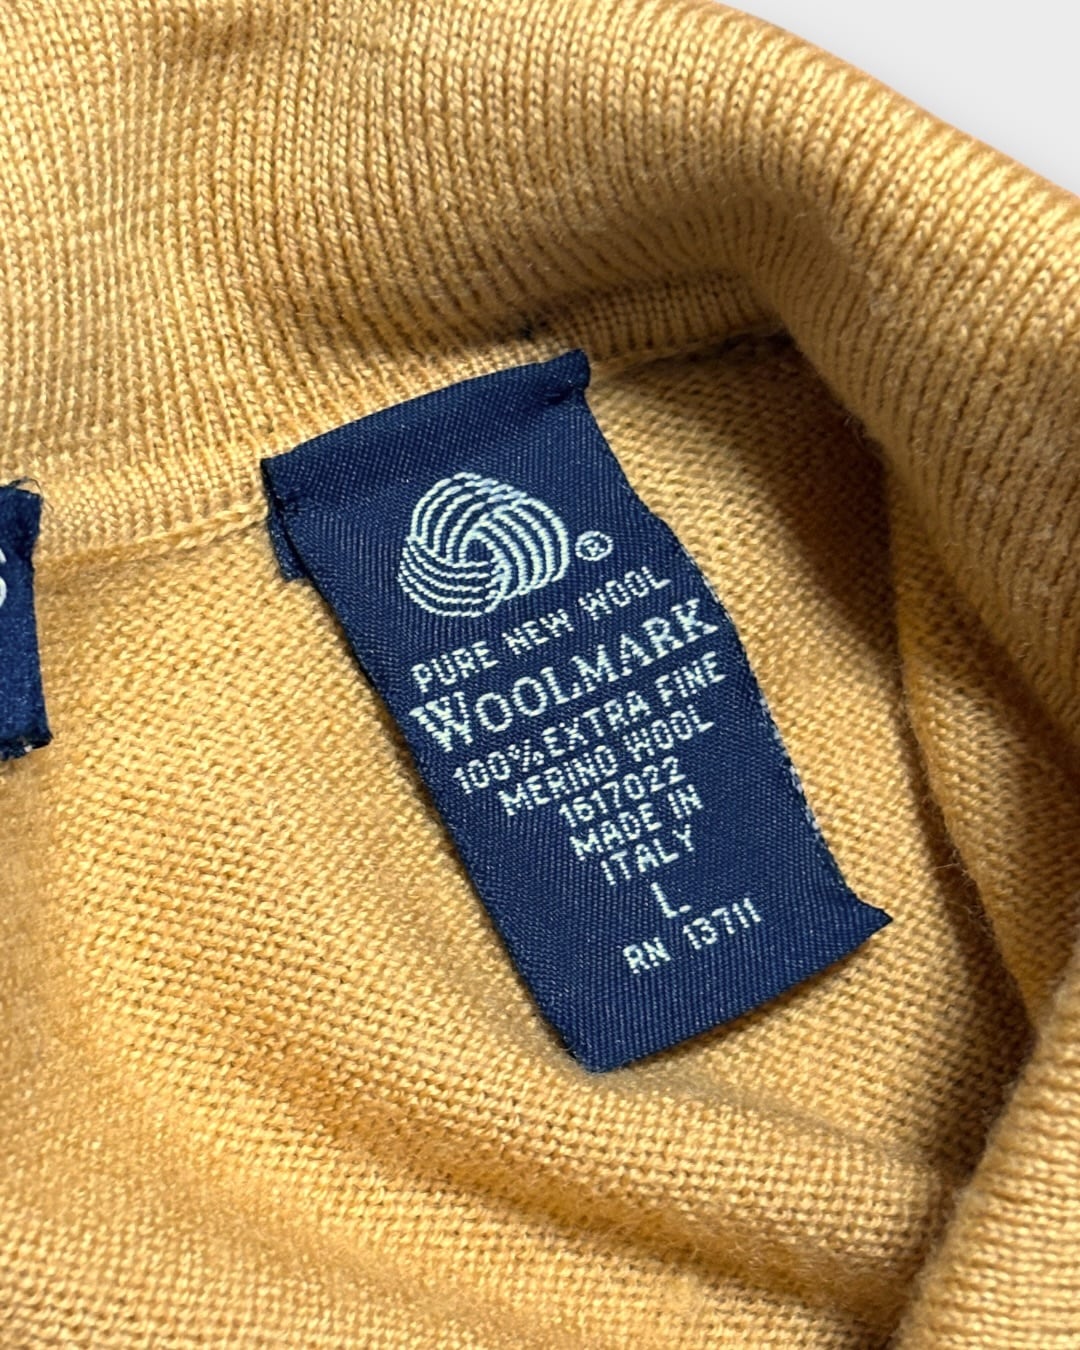 ®
PURE NEW WOOL
WOOLMARK
100% EXTRA FINE
MERINO WOOL
1617022
MADE IN
ITALY
L.
RN 13711